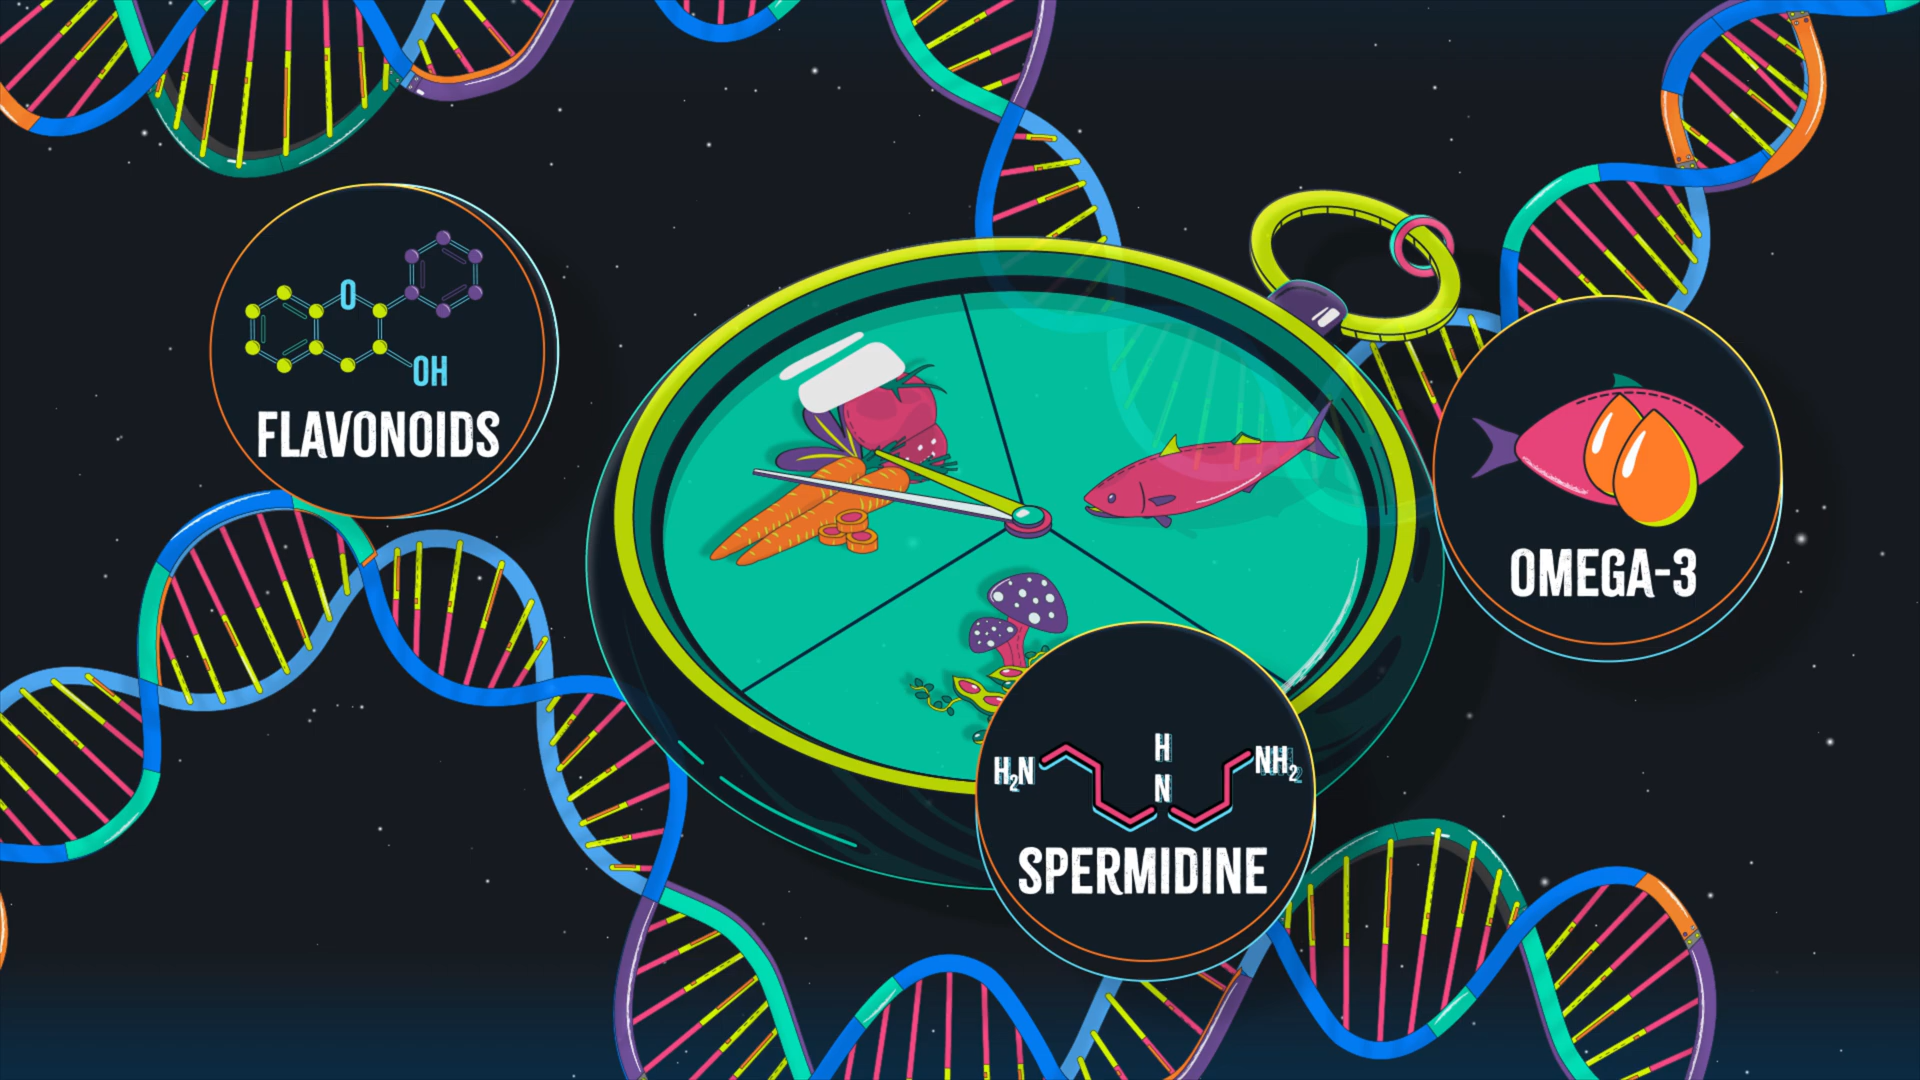 O
OH
FLAVONOIDS
OMEGA-3
H
H₂N
N
NH₂
SPERMIDINE